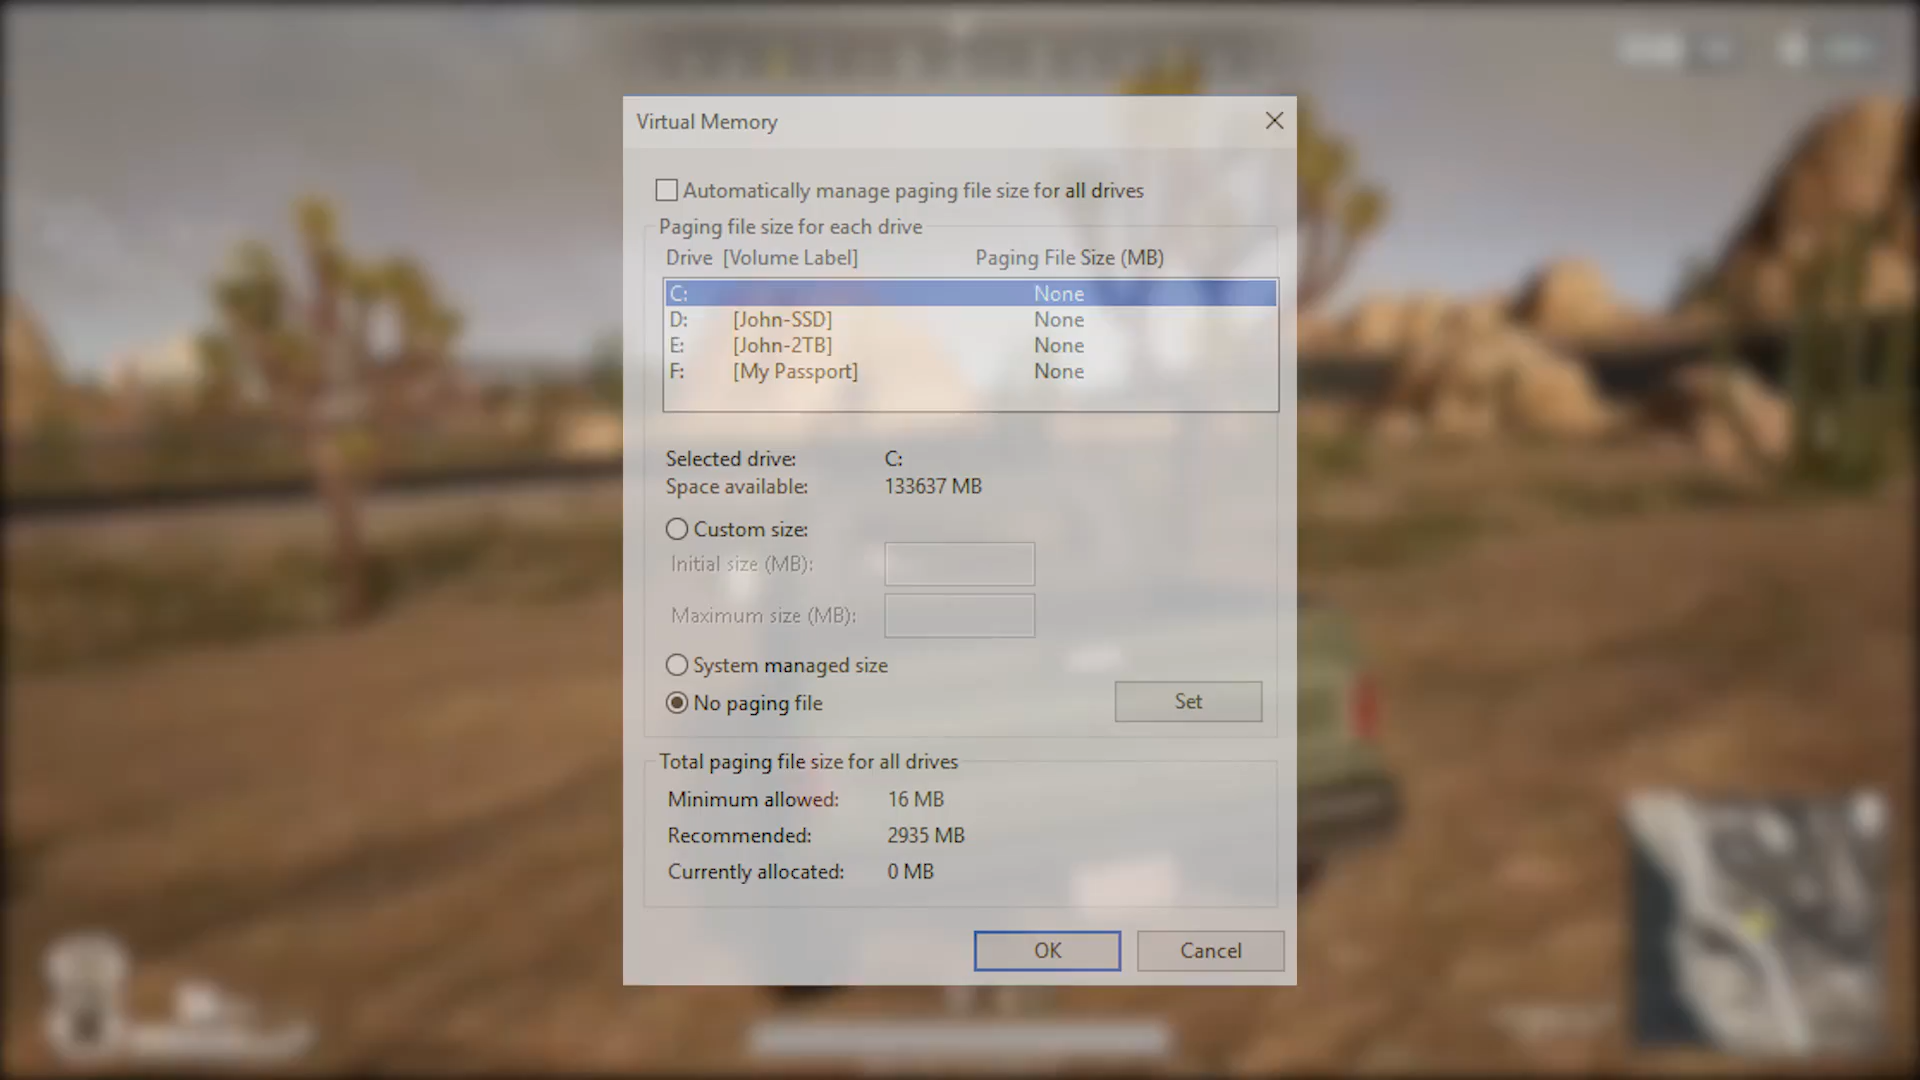 Virtual Memory
Automatically manage paging file size for all drives
Paging file size for each drive
Drive [Volume Label] Paging File Size (MB)
C: None
D: [John-SSD] None
E: [John-2TB] None
F: [My Passport] None
Selected drive: C:
Space available: 133637 MB
Custom size:
Initial size (MB):
Maximum size (MB):
System managed size
No paging file
Set
Total paging file size for all drives
Minimum allowed: 16 MB
Recommended: 2935 MB
Currently allocated: 0 MB
OK Cancel